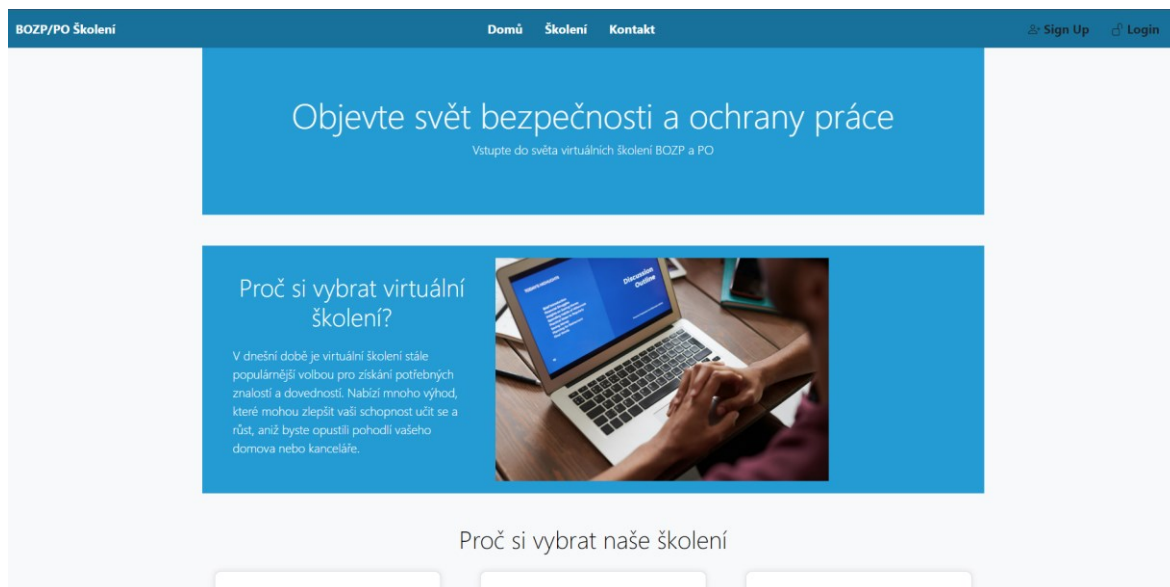 BOZP/PO Školení
Domů Školení Kontakt
Sign Up Login
Objevte svět bezpečnosti a ochrany práce
Vstupte do světa virtuálních školení BOZP a PO
Proč si vybrat virtuální
školení?
V dnešní době je virtuální školení stále
populárnější volbou pro získání potřebných
znalostí a dovedností. Nabízí mnoho výhod,
které mohou zlepšit vaši schopnost učit se a
růst, aniž byste opustili pohodlí vašeho
domova nebo kanceláře.
Discussion
Outline
Proč si vybrat naše školení